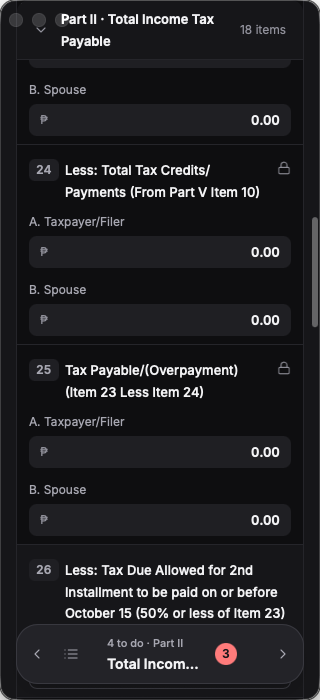 Part II · Total Income Tax
Payable
18 items
B. Spouse
₱ 0.00
24 Less: Total Tax Credits/
Payments (From Part V Item 10)
A. Taxpayer/Filer
₱ 0.00
B. Spouse
₱ 0.00
25 Tax Payable/(Overpayment)
(Item 23 Less Item 24)
A. Taxpayer/Filer
₱ 0.00
B. Spouse
₱ 0.00
26 Less: Tax Due Allowed for 2nd
Installment to be paid on or before
October 15 (50% or less of Item 23)
4 to do · Part II
Total Incom...
3